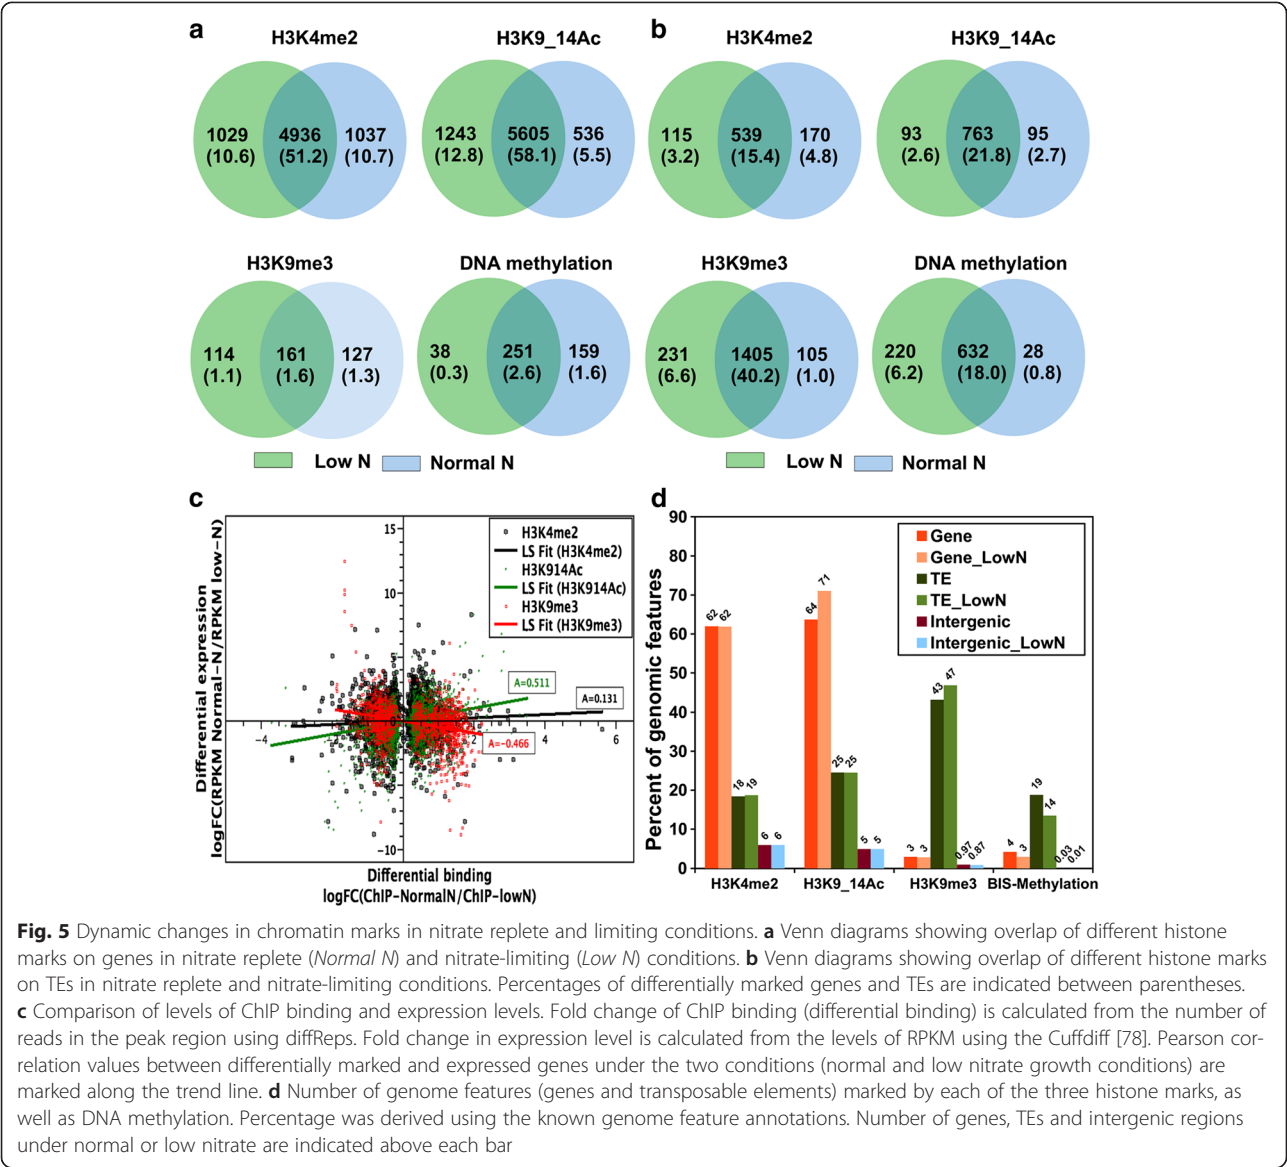 a
H3K4me2
1029
(10.6)
4936
(51.2)
1037
(10.7)
H3K9_14Ac
1243
(12.8)
5605
(58.1)
536
(5.5)
H3K9me3
114
(1.1)
161
(1.6)
127
(1.3)
DNA methylation
38
(0.3)
251
(2.6)
159
(1.6)
Low N
Normal N
b
H3K4me2
115
(3.2)
539
(15.4)
170
(4.8)
H3K9_14Ac
93
(2.6)
763
(21.8)
95
(2.7)
H3K9me3
231
(6.6)
1405
(40.2)
105
(1.0)
DNA methylation
220
(6.2)
632
(18.0)
28
(0.8)
Low N
Normal N
c
Differential expression
logFC(RPKM Normal-N/RPKM low-N)
15
10
5
0
-10
-4
2
4
6
H3K4me2
LS Fit (H3K4me2)
H3K914Ac
LS Fit (H3K914Ac)
H3K9me3
LS Fit (H3K9me3)
A=0.511
A=0.131
A=-0.466
Differential binding
logFC(ChIP-NormalN/ChIP-lowN)
d
Percent of genomic features
90
80
70
60
50
40
30
20
10
0
Gene
Gene_LowN
TE
TE_LowN
Intergenic
Intergenic_LowN
62 62 18 19 6 6
64 71 25 25 5 5
3 3 43 47 0.97 0.87
4 3 19 14 0.03 0.01
H3K4me2 H3K9_14Ac H3K9me3 BIS-Methylation
Fig. 5 Dynamic changes in chromatin marks in nitrate replete and limiting conditions. a Venn diagrams showing overlap of different histone
marks on genes in nitrate replete (Normal N) and nitrate-limiting (Low N) conditions. b Venn diagrams showing overlap of different histone marks
on TEs in nitrate replete and nitrate-limiting conditions. Percentages of differentially marked genes and TEs are indicated between parentheses.
c Comparison of levels of ChIP binding and expression levels. Fold change of ChIP binding (differential binding) is calculated from the number of
reads in the peak region using diffReps. Fold change in expression level is calculated from the levels of RPKM using the Cuffdiff [78]. Pearson cor-
relation values between differentially marked and expressed genes under the two conditions (normal and low nitrate growth conditions) are
marked along the trend line. d Number of genome features (genes and transposable elements) marked by each of the three histone marks, as
well as DNA methylation. Percentage was derived using the known genome feature annotations. Number of genes, TEs and intergenic regions
under normal or low nitrate are indicated above each bar